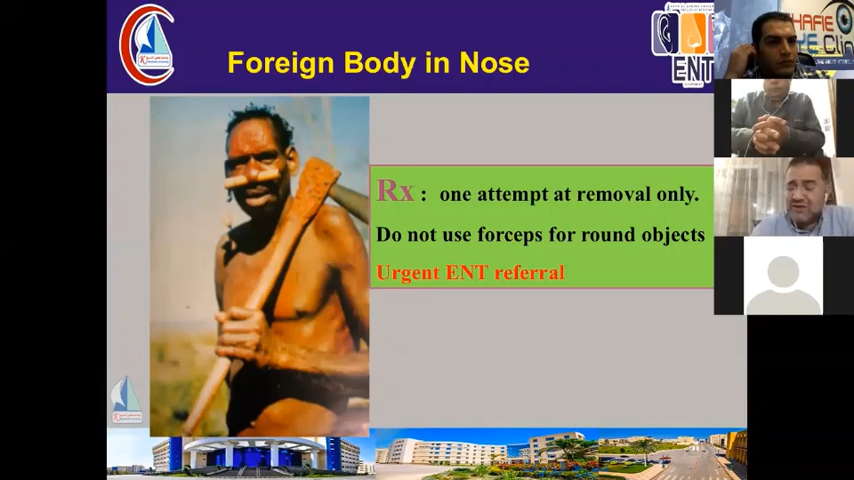 Foreign Body in Nose
ENT
HAFIE
Rx : one attempt at removal only.
Do not use forceps for round objects
Urgent ENT referral